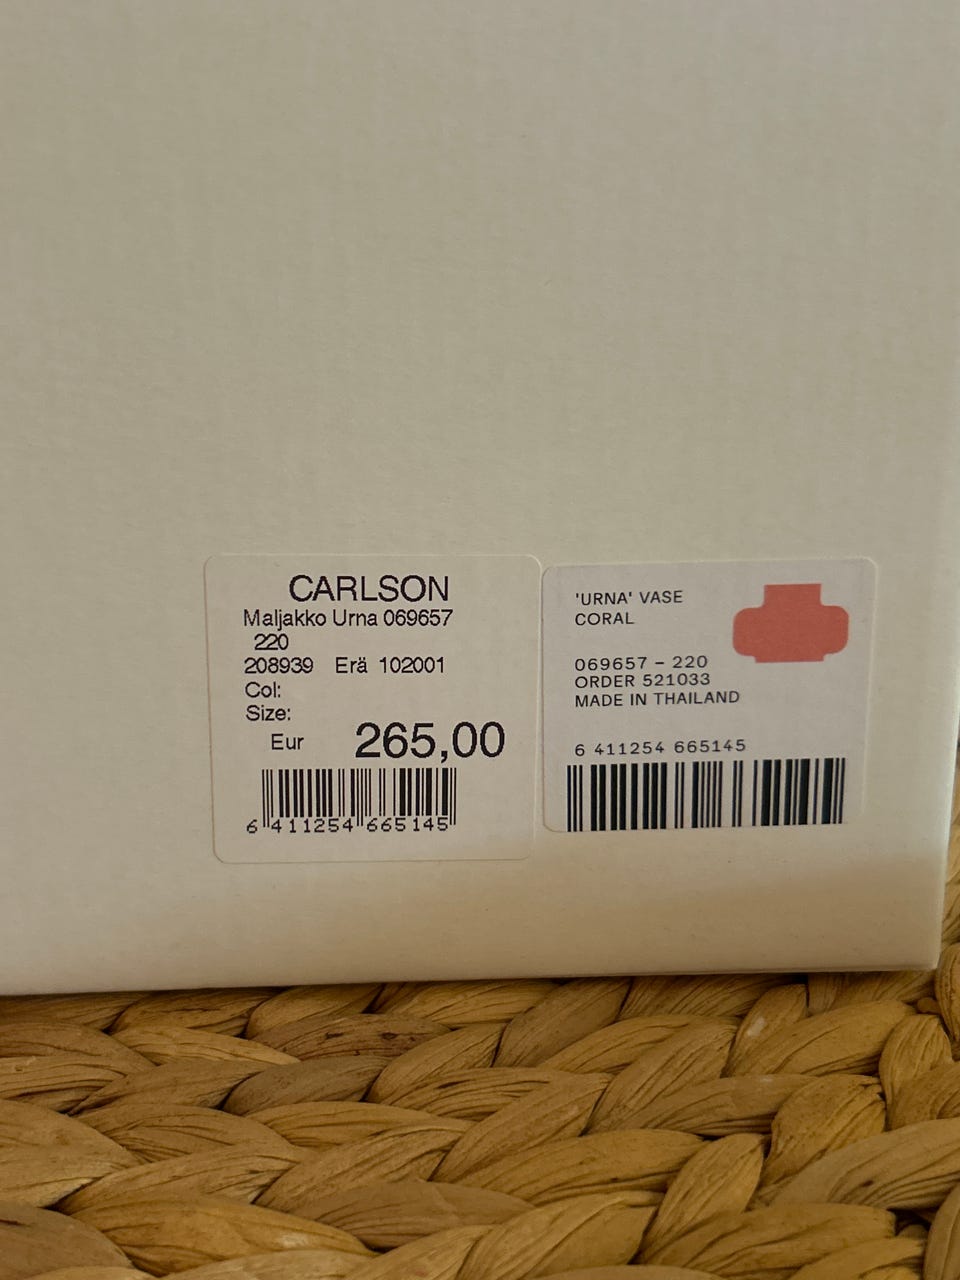 CARLSON
Maljakko Urna 069657
220
208939 Erä 102001
Col:
Size:
Eur 265,00
6 411254 665145
'URNA' VASE
CORAL
069657 – 220
ORDER 521033
MADE IN THAILAND
6 411254 665145